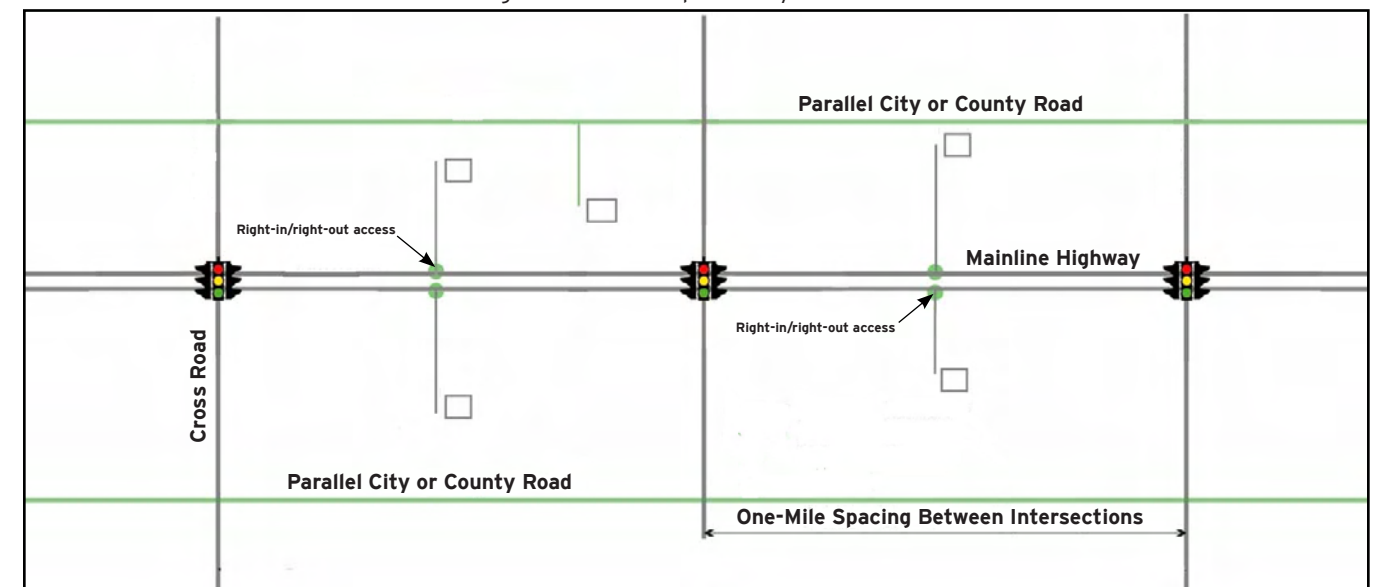 Parallel City or County Road
Right-in/right-out access
Mainline Highway
Right-in/right-out access
Cross Road
Parallel City or County Road
One-Mile Spacing Between Intersections